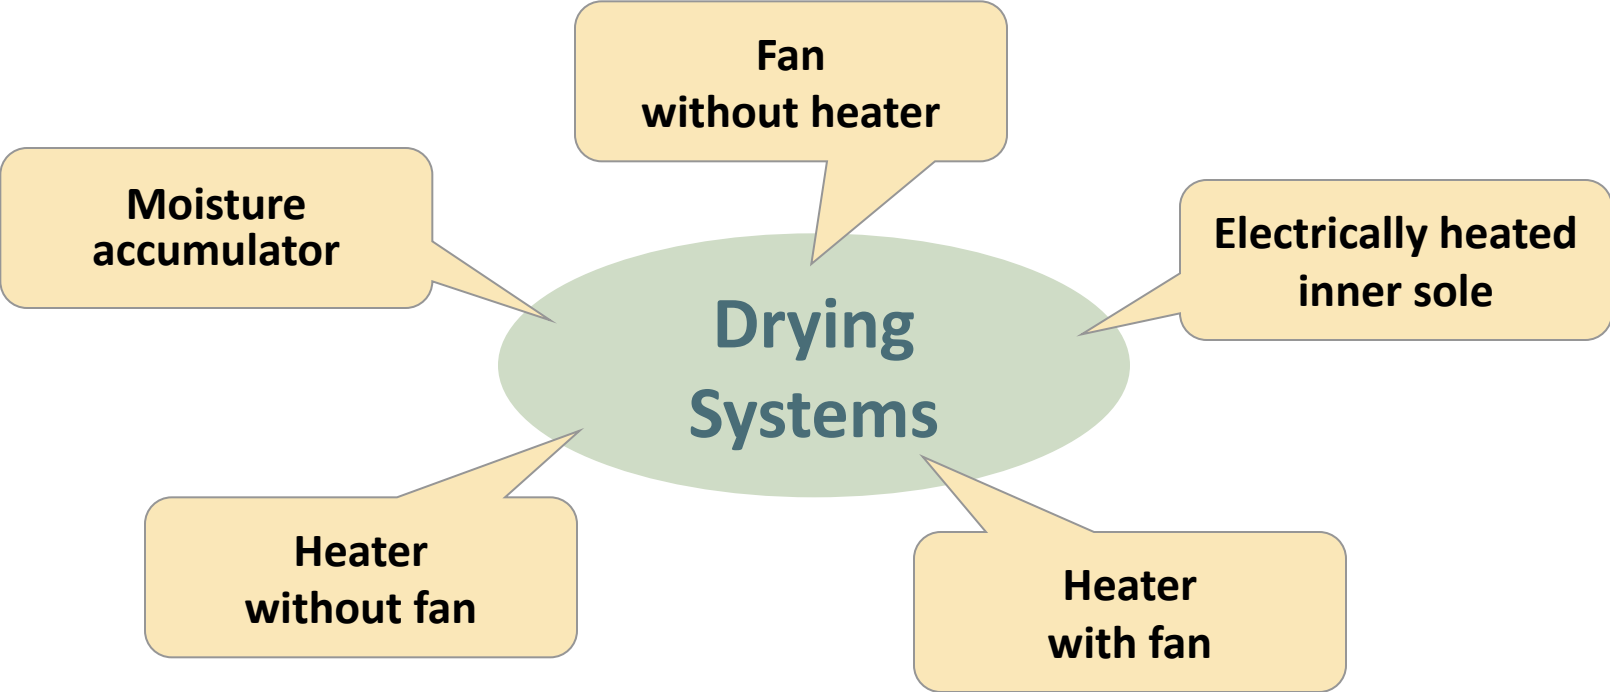 Fan
without heater
Moisture
accumulator
Electrically heated
inner sole
Drying
Systems
Heater
without fan
Heater
with fan